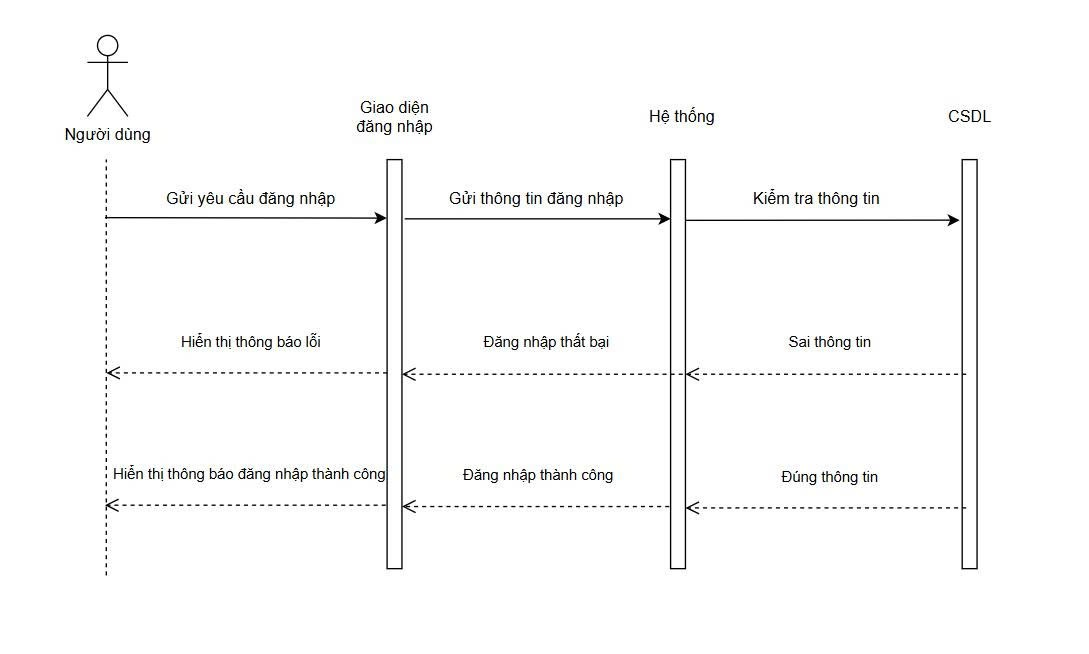 Người dùng
Giao diện
đăng nhập
Hệ thống
CSDL
Gửi yêu cầu đăng nhập
Gửi thông tin đăng nhập
Kiểm tra thông tin
Hiển thị thông báo lỗi
Đăng nhập thất bại
Sai thông tin
Hiển thị thông báo đăng nhập thành công
Đăng nhập thành công
Đúng thông tin